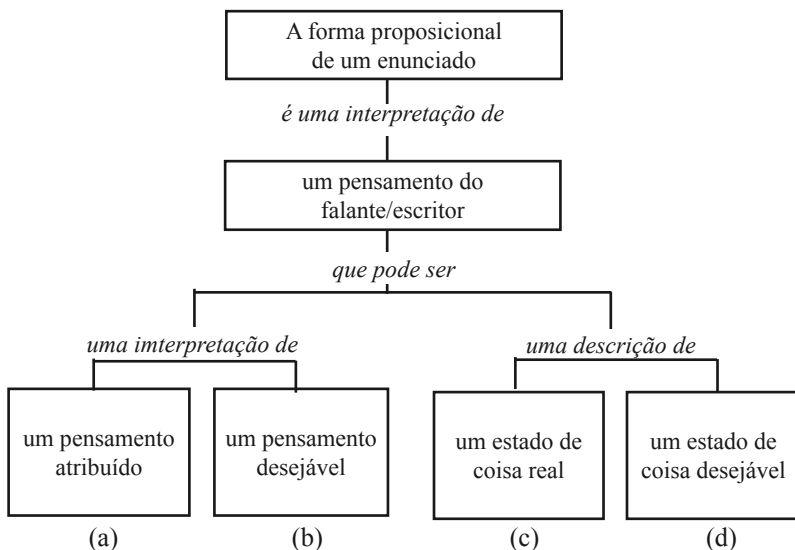 A forma proposicional
de um enunciado
é uma interpretação de
um pensamento do
falante/escritor
que pode ser
uma imterpretação de
uma descrição de
um pensamento
atribuído
um pensamento
desejável
um estado de
coisa real
um estado de
coisa desejável
(a)
(b)
(c)
(d)